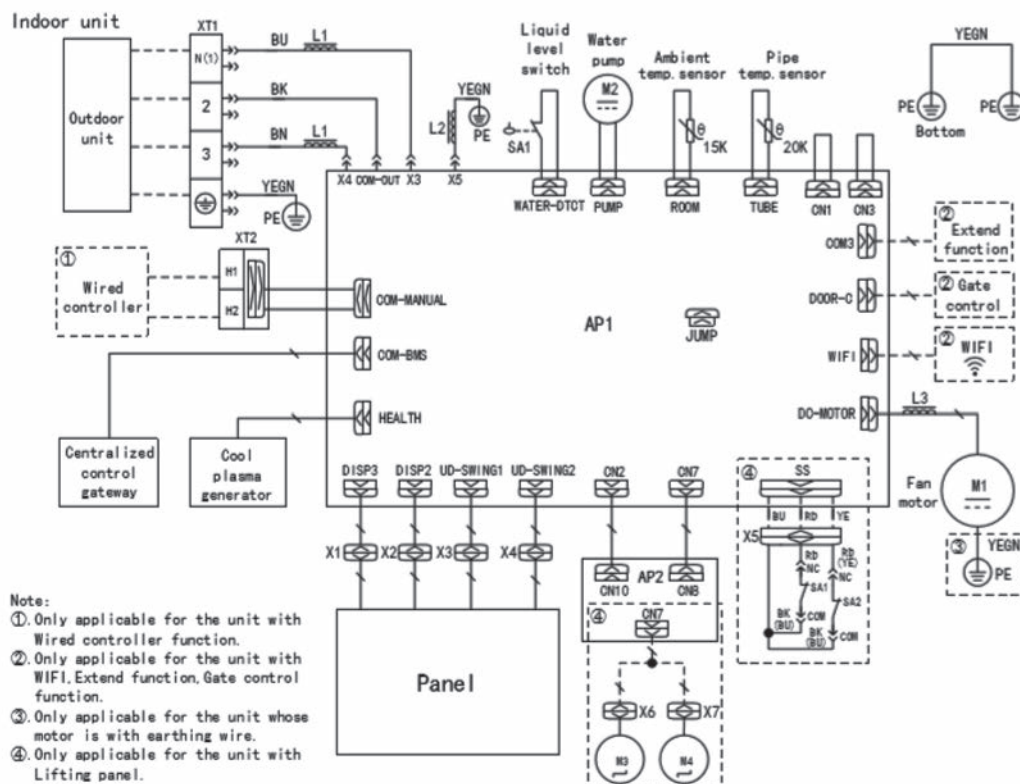 Indoor unit
XT1
Outdoor
unit
N(1)
2
3
BU
L1
BK
BN
L1
YEGN
PE
YEGN
L2
PE
X4
COM-OUT
X3
X5
Liquid
level
switch
SA1
Water
pump
M2
Ambient
temp. sensor
θ
15K
Pipe
temp. sensor
θ
20K
YEGN
PE
PE
Bottom
WATER-DTCT
PUMP
ROOM
TUBE
CN1
CN3
XT2
H1
H2
①
Wired
controller
COM-MANUAL
COM-BMS
HEALTH
Centralized
control
gateway
Cool
plasma
generator
AP1
JUMP
COM3
②
Extend
function
DOOR-C
② Gate
control
WIFI
② WIFI
DC-MOTOR
L3
Fan
motor
M1
③
YEGN
PE
DISP3
DISP2
UD-SWING1
UD-SWING2
CN2
CN7
X1
X2
X3
X4
Panel
AP2
CN10
CN8
④
CN7
X6
X7
M3
M4
④
SS
BU
RD
YE
X5
RD
NC
RD
(YE)
NC
SA1
SA2
BK
(BU)
COM
BK
(BU)
COM
Note:
①. Only applicable for the unit with
Wired controller function.
②. Only applicable for the unit with
WIFI, Extend function, Gate control
function.
③. Only applicable for the unit whose
motor is with earthing wire.
④. Only applicable for the unit with
Lifting panel.